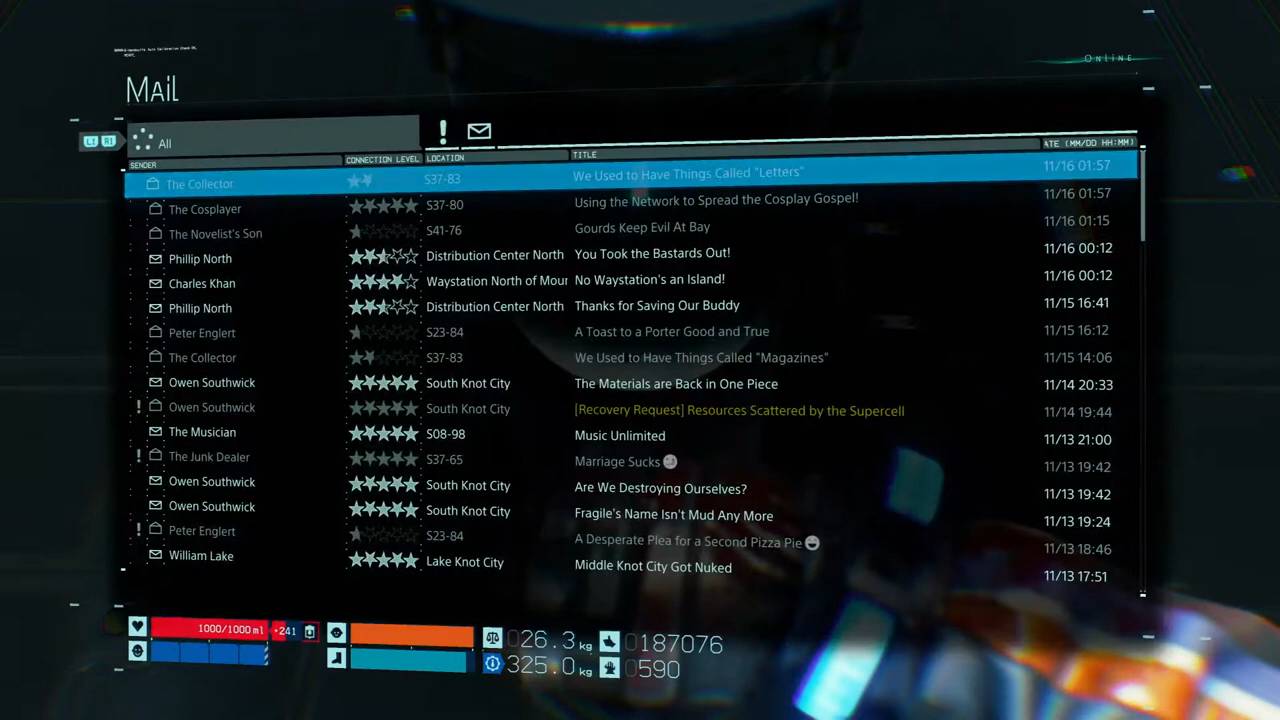 Mail
Online
L1 R1 All
SENDER CONNECTION LEVEL LOCATION TITLE ATE (MM/DD HH:MM)
The Collector S37-83 We Used to Have Things Called "Letters" 11/16 01:57
The Cosplayer S37-80 Using the Network to Spread the Cosplay Gospel! 11/16 01:57
The Novelist's Son S41-76 Gourds Keep Evil At Bay 11/16 01:15
Phillip North Distribution Center North You Took the Bastards Out! 11/16 00:12
Charles Khan Waystation North of Moun No Waystation's an Island! 11/16 00:12
Phillip North Distribution Center North Thanks for Saving Our Buddy 11/15 16:41
Peter Englert S23-84 A Toast to a Porter Good and True 11/15 16:12
The Collector S37-83 We Used to Have Things Called "Magazines" 11/15 14:06
Owen Southwick South Knot City The Materials are Back in One Piece 11/14 20:33
! Owen Southwick South Knot City [Recovery Request] Resources Scattered by the Supercell 11/14 19:44
The Musician S08-98 Music Unlimited 11/13 21:00
! The Junk Dealer S37-65 Marriage Sucks 11/13 19:42
Owen Southwick South Knot City Are We Destroying Ourselves? 11/13 19:42
Owen Southwick South Knot City Fragile's Name Isn't Mud Any More 11/13 19:24
! Peter Englert S23-84 A Desperate Plea for a Second Pizza Pie 11/13 18:46
William Lake Lake Knot City Middle Knot City Got Nuked 11/13 17:51
1000/1000 ml +241 026.3 kg 0187076
325.0 kg 0590